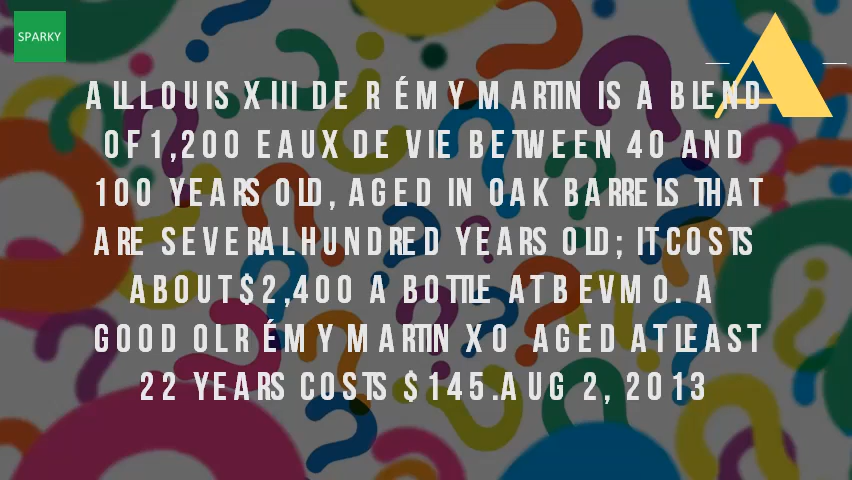 SPARKY
A LLLOUIS XIII DE RÉMY MARTIN IS A BLEND
OF 1,200 EAUX DE VIE BETWEEN 40 AND
100 YEARS OLD, AGED IN OAK BARRELS THAT
ARE SEVERAL HUNDRED YEARS OLD; IT COSTS
ABOUT $2,400 A BOTTLE AT BEVMO. A
GOOD OL RÉMY MARTIN XO AGED AT LEAST
22 YEARS COSTS $145.AUG 2, 2013